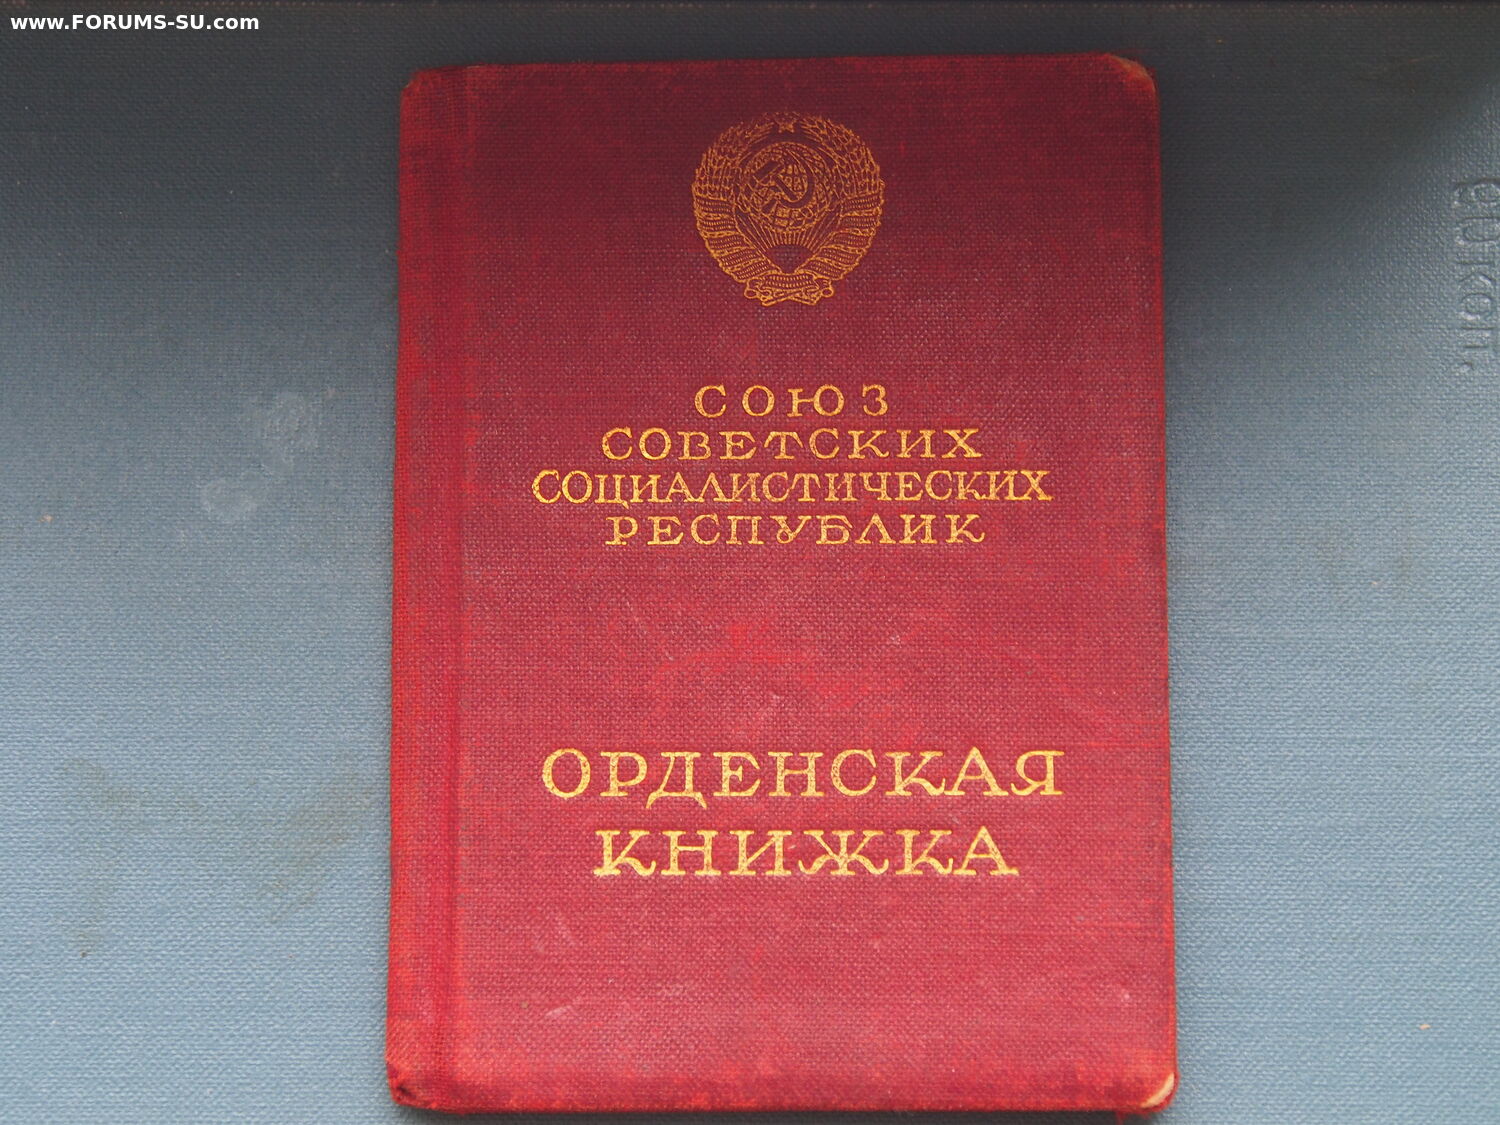 www.FORUMS-SU.com
СОЮЗ
СОВЕТСКИХ
СОЦИАЛИСТИЧЕСКИХ
РЕСПУБЛИК
ОРДЕНСКАЯ
КНИЖКА